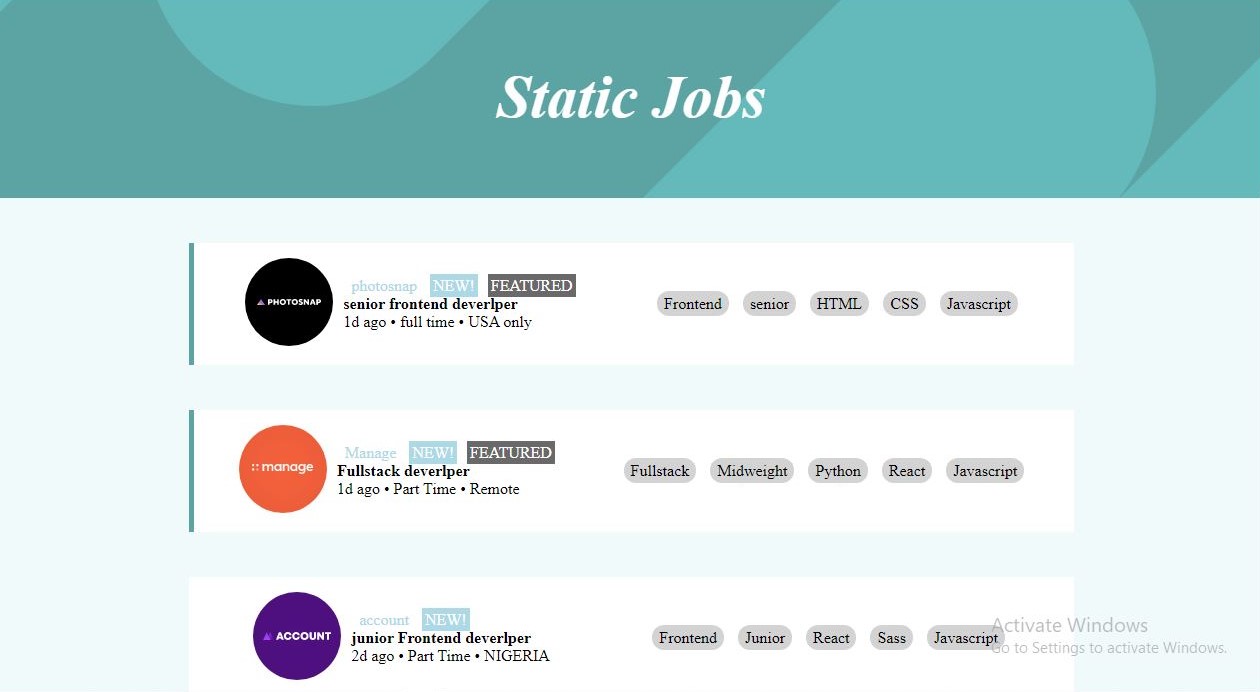 Static Jobs
PHOTOSNAP
photosnap NEW! FEATURED
senior frontend deverlper
1d ago • full time • USA only
Frontend senior HTML CSS Javascript
manage
Manage NEW! FEATURED
Fullstack deverlper
1d ago • Part Time • Remote
Fullstack Midweight Python React Javascript
ACCOUNT
account NEW!
junior Frontend deverlper
2d ago • Part Time • NIGERIA
Frontend Junior React Sass Javascript
Activate Windows
Go to Settings to activate Windows.